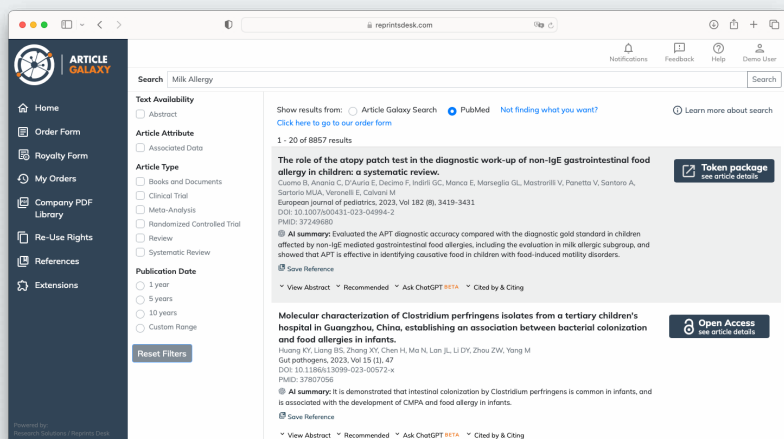 reprintsdesk.com
ARTICLE
GALAXY
Notifications
Feedback
Help
Demo User
Search
Milk Allergy
Search
Home
Order Form
Royalty Form
My Orders
Company PDF
Library
Re-Use Rights
References
Extensions
Powered by:
Research Solutions / Reprints Desk
Text Availability
Abstract
Article Attribute
Associated Data
Article Type
Books and Documents
Clinical Trial
Meta-Analysis
Randomized Controlled Trial
Review
Systematic Review
Publication Date
1 year
5 years
10 years
Custom Range
Reset Filters
Show results from: Article Galaxy Search PubMed Not finding what you want?
Click here to go to our order form
Learn more about search
1 - 20 of 8857 results
The role of the atopy patch test in the diagnostic work-up of non-IgE gastrointestinal food
allergy in children: a systematic review.
Cuomo B, Anania C, D'Auria E, Decimo F, Indirli GC, Manca E, Marseglia GL, Mastrorilli V, Panetta V, Santoro A,
Sartorio MUA, Veronelli E, Calvani M
European journal of pediatrics, 2023, Vol 182 (8), 3419-3431
DOI: 10.1007/s00431-023-04994-2
PMID: 37249680
AI summary: Evaluated the APT diagnostic accuracy compared with the diagnostic gold standard in children
affected by non-IgE mediated gastrointestinal food allergies, including the evaluation in milk allergic subgroup, and
showed that APT is effective in identifying causative food in children with food-induced motility disorders.
Save Reference
View Abstract Recommended Ask ChatGPT BETA Cited by & Citing
Token package
see article details
Molecular characterization of Clostridium perfringens isolates from a tertiary children's
hospital in Guangzhou, China, establishing an association between bacterial colonization
and food allergies in infants.
Huang KY, Liang BS, Zhang XY, Chen H, Ma N, Lan JL, Li DY, Zhou ZW, Yang M
Gut pathogens, 2023, Vol 15 (1), 47
DOI: 10.1186/s13099-023-00572-x
PMID: 37807056
AI summary: It is demonstrated that intestinal colonization by Clostridium perfringens is common in infants, and
is associated with the development of CMPA and food allergy in infants.
Save Reference
View Abstract Recommended Ask ChatGPT BETA Cited by & Citing
Open Access
see article details